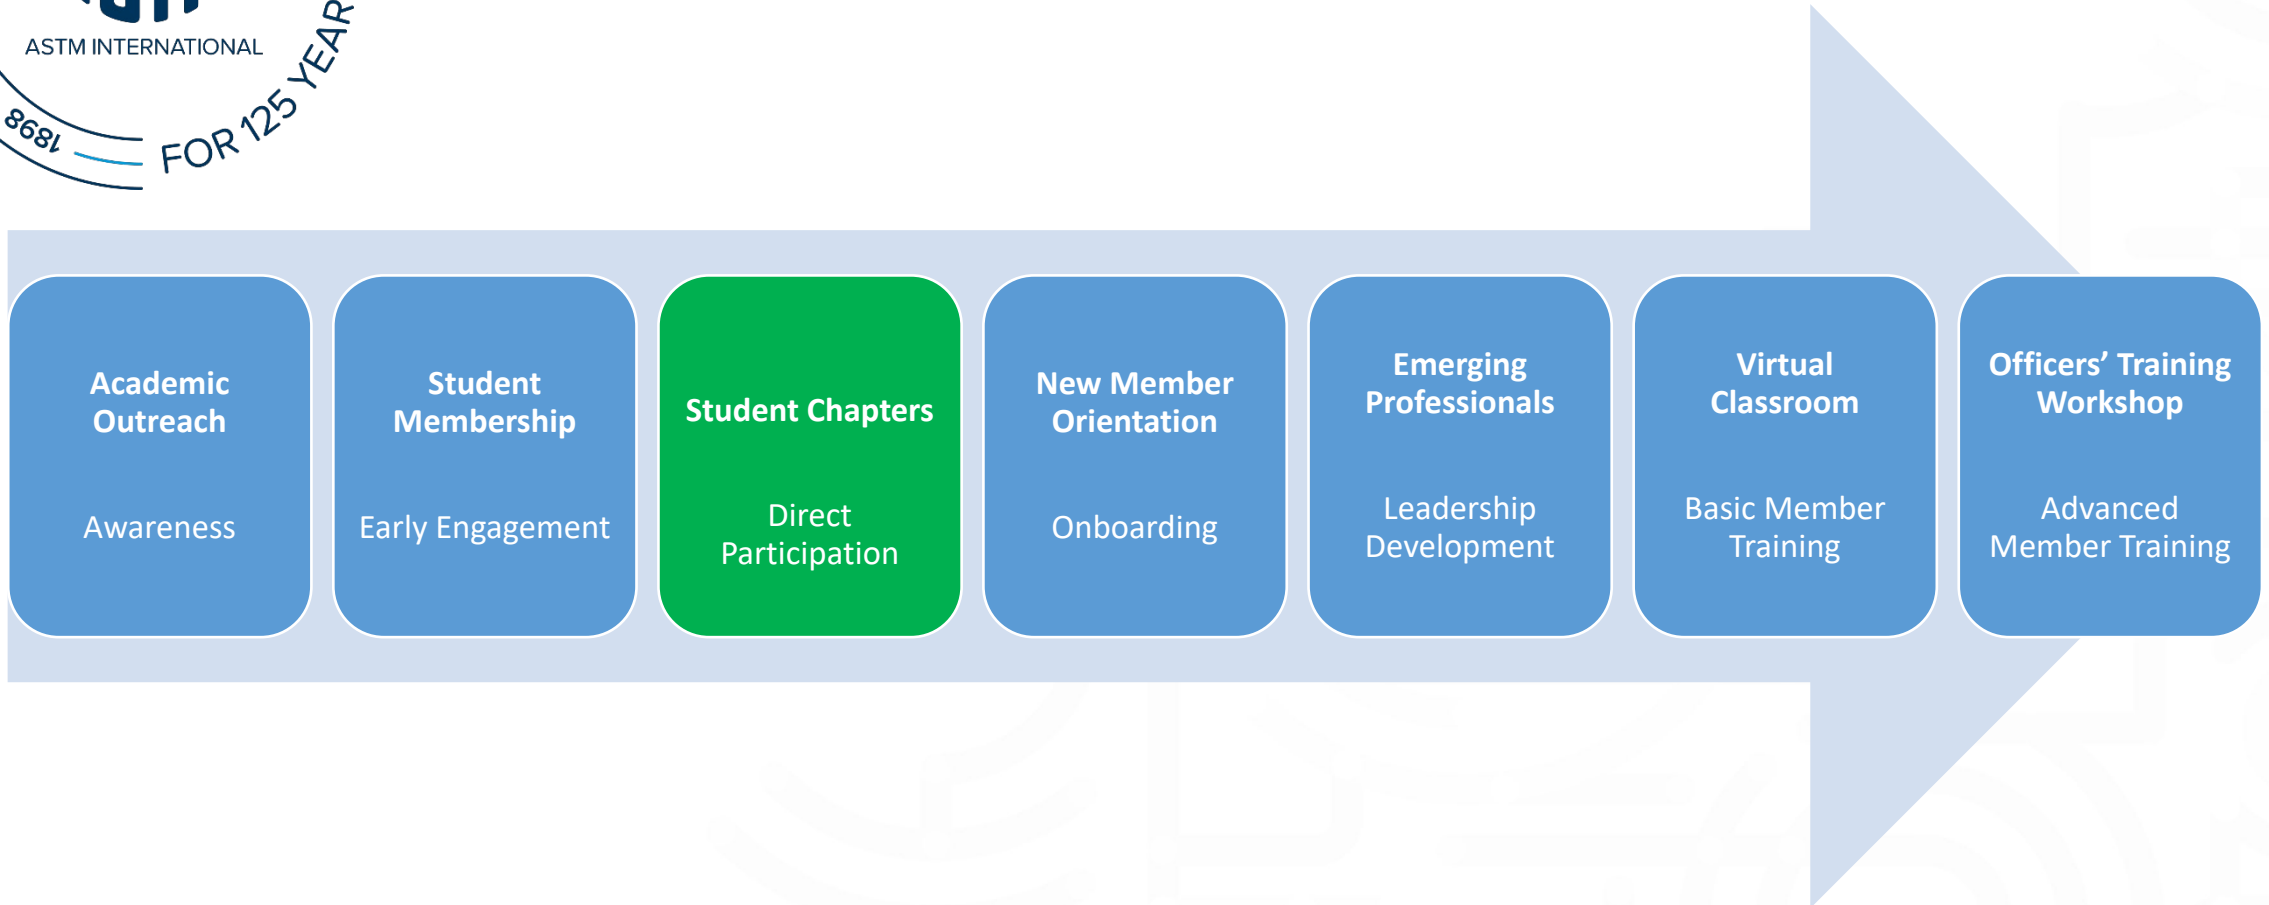 ASTM INTERNATIONAL
1898
FOR 125 YEAR
Academic
Outreach
Awareness
Student
Membership
Early Engagement
Student Chapters
Direct
Participation
New Member
Orientation
Onboarding
Emerging
Professionals
Leadership
Development
Virtual
Classroom
Basic Member
Training
Officers’ Training
Workshop
Advanced
Member Training